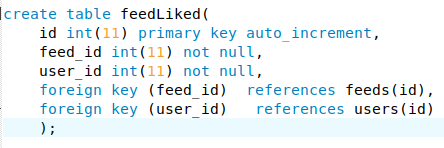 create table feedLiked(
    id int(11) primary key auto_increment,
    feed_id int(11) not null,
    user_id int(11) not null,
    foreign key (feed_id)  references feeds(id),
    foreign key (user_id)   references users(id)
    );